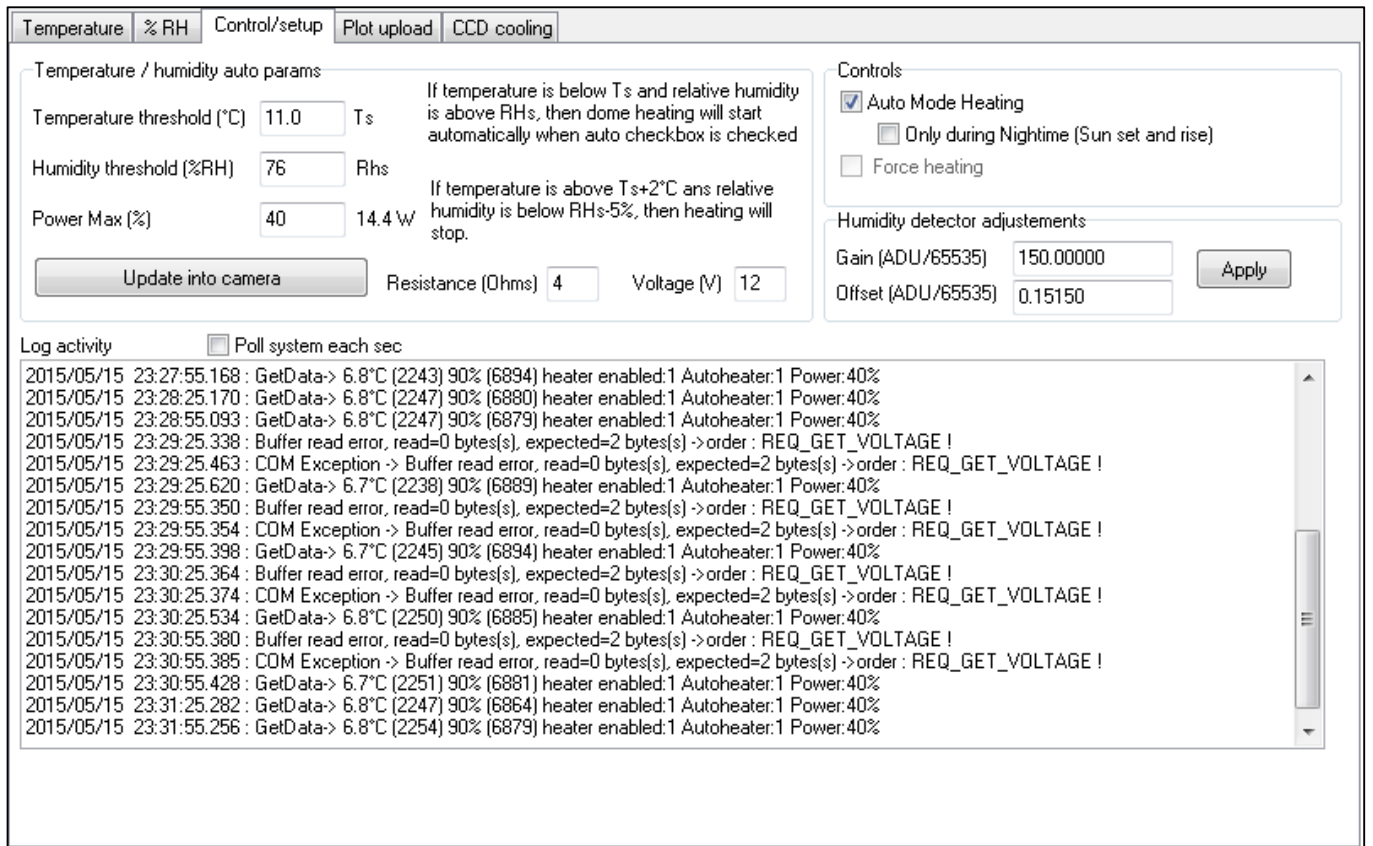 Temperature % RH Control/setup Plot upload CCD cooling
Temperature / humidity auto params
Temperature threshold (°C) 11.0 Ts
Humidity threshold (%RH) 76 Rhs
Power Max (%) 40 14.4 W
If temperature is below Ts and relative humidity
is above RHs, then dome heating will start
automatically when auto checkbox is checked
If temperature is above Ts+2°C ans relative
humidity is below RHs-5%, then heating will
stop.
Update into camera
Resistance (Ohms) 4 Voltage (V) 12
Controls
Auto Mode Heating
Only during Nightime (Sun set and rise)
Force heating
Humidity detector adjustements
Gain (ADU/65535) 150.00000
Offset (ADU/65535) 0.15150
Apply
Log activity Poll system each sec
2015/05/15 23:27:55.168 : GetData-> 6.8°C (2243) 90% (6894) heater enabled:1 Autoheater:1 Power:40%
2015/05/15 23:28:25.170 : GetData-> 6.8°C (2247) 90% (6880) heater enabled:1 Autoheater:1 Power:40%
2015/05/15 23:28:55.093 : GetData-> 6.8°C (2247) 90% (6879) heater enabled:1 Autoheater:1 Power:40%
2015/05/15 23:29:25.338 : Buffer read error, read=0 bytes(s), expected=2 bytes(s) ->order : REQ_GET_VOLTAGE !
2015/05/15 23:29:25.463 : COM Exception -> Buffer read error, read=0 bytes(s), expected=2 bytes(s) ->order : REQ_GET_VOLTAGE !
2015/05/15 23:29:25.620 : GetData-> 6.7°C (2238) 90% (6889) heater enabled:1 Autoheater:1 Power:40%
2015/05/15 23:29:55.350 : Buffer read error, read=0 bytes(s), expected=2 bytes(s) ->order : REQ_GET_VOLTAGE !
2015/05/15 23:29:55.354 : COM Exception -> Buffer read error, read=0 bytes(s), expected=2 bytes(s) ->order : REQ_GET_VOLTAGE !
2015/05/15 23:29:55.398 : GetData-> 6.7°C (2245) 90% (6894) heater enabled:1 Autoheater:1 Power:40%
2015/05/15 23:30:25.364 : Buffer read error, read=0 bytes(s), expected=2 bytes(s) ->order : REQ_GET_VOLTAGE !
2015/05/15 23:30:25.374 : COM Exception -> Buffer read error, read=0 bytes(s), expected=2 bytes(s) ->order : REQ_GET_VOLTAGE !
2015/05/15 23:30:25.534 : GetData-> 6.8°C (2250) 90% (6885) heater enabled:1 Autoheater:1 Power:40%
2015/05/15 23:30:55.380 : Buffer read error, read=0 bytes(s), expected=2 bytes(s) ->order : REQ_GET_VOLTAGE !
2015/05/15 23:30:55.385 : COM Exception -> Buffer read error, read=0 bytes(s), expected=2 bytes(s) ->order : REQ_GET_VOLTAGE !
2015/05/15 23:30:55.428 : GetData-> 6.7°C (2251) 90% (6881) heater enabled:1 Autoheater:1 Power:40%
2015/05/15 23:31:25.282 : GetData-> 6.8°C (2247) 90% (6864) heater enabled:1 Autoheater:1 Power:40%
2015/05/15 23:31:55.256 : GetData-> 6.8°C (2254) 90% (6879) heater enabled:1 Autoheater:1 Power:40%